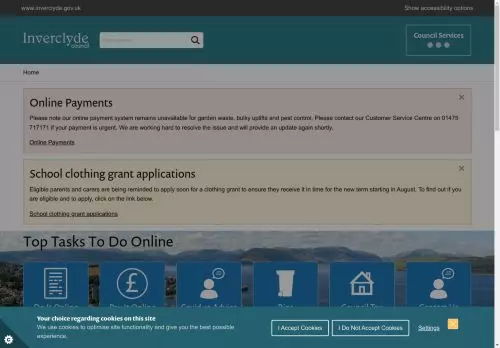 www.inverclyde.gov.uk
Show accessibility options
Inverclyde
council
Council Services
Home
Online Payments
Please note our online payment system remains unavailable for garden waste, bulky uplifts and pest control. Please contact our Customer Service Centre on 01475
717171 if your payment is urgent. We are working hard to resolve the issue and will provide an update again shortly.
Online Payments
School clothing grant applications
Eligible parents and carers are being reminded to apply soon for a clothing grant to ensure they receive it in time for the new term starting in August. To find out if you
are eligible and to apply, click on the link below.
School clothing grant applications
Top Tasks To Do Online
Do It Online
Pay It Online
Covid-19 Advice
Bins
Council Tax
Contact Us
Your choice regarding cookies on this site
We use cookies to optimise site functionality and give you the best possible
experience.
I Accept Cookies
I Do Not Accept Cookies
Settings